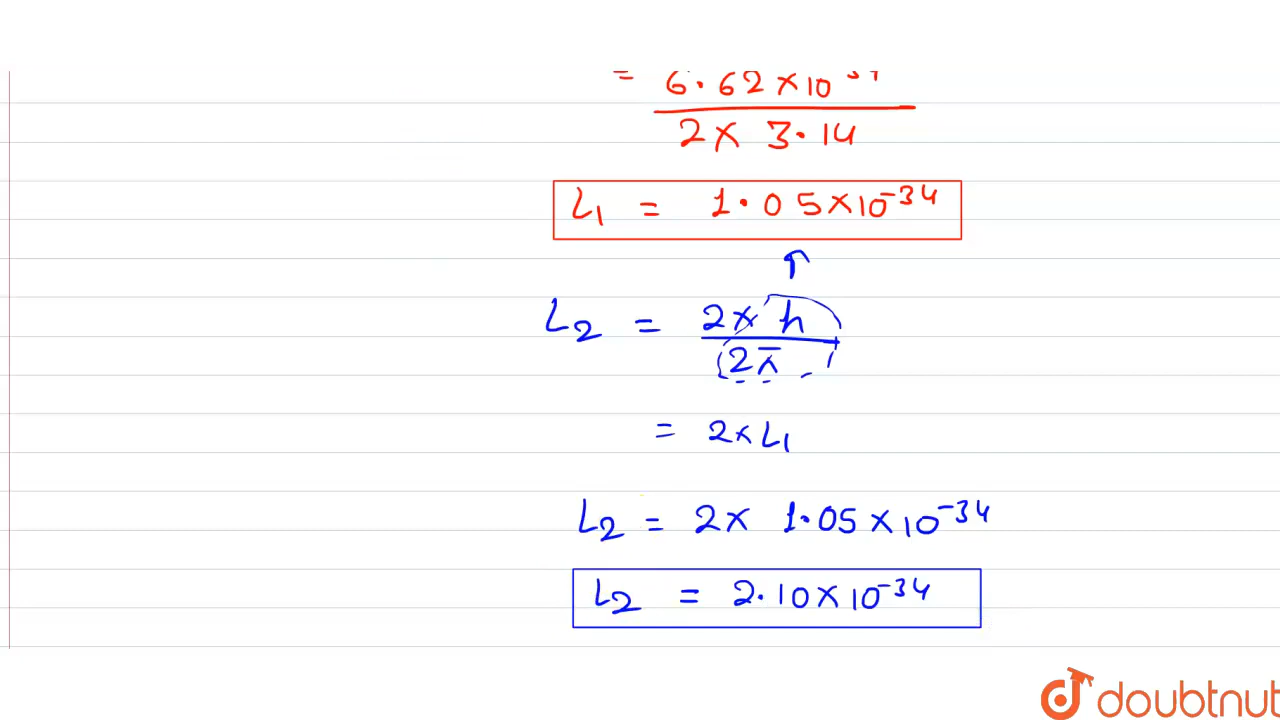 = 6.62×10
2× 3.14
L₁ = 1.05×10⁻³⁴
↑
L₂ = 2× h
2π
= 2×L₁
L₂ = 2× 1.05×10⁻³⁴
L₂ = 2.10×10⁻³⁴
doubtnut